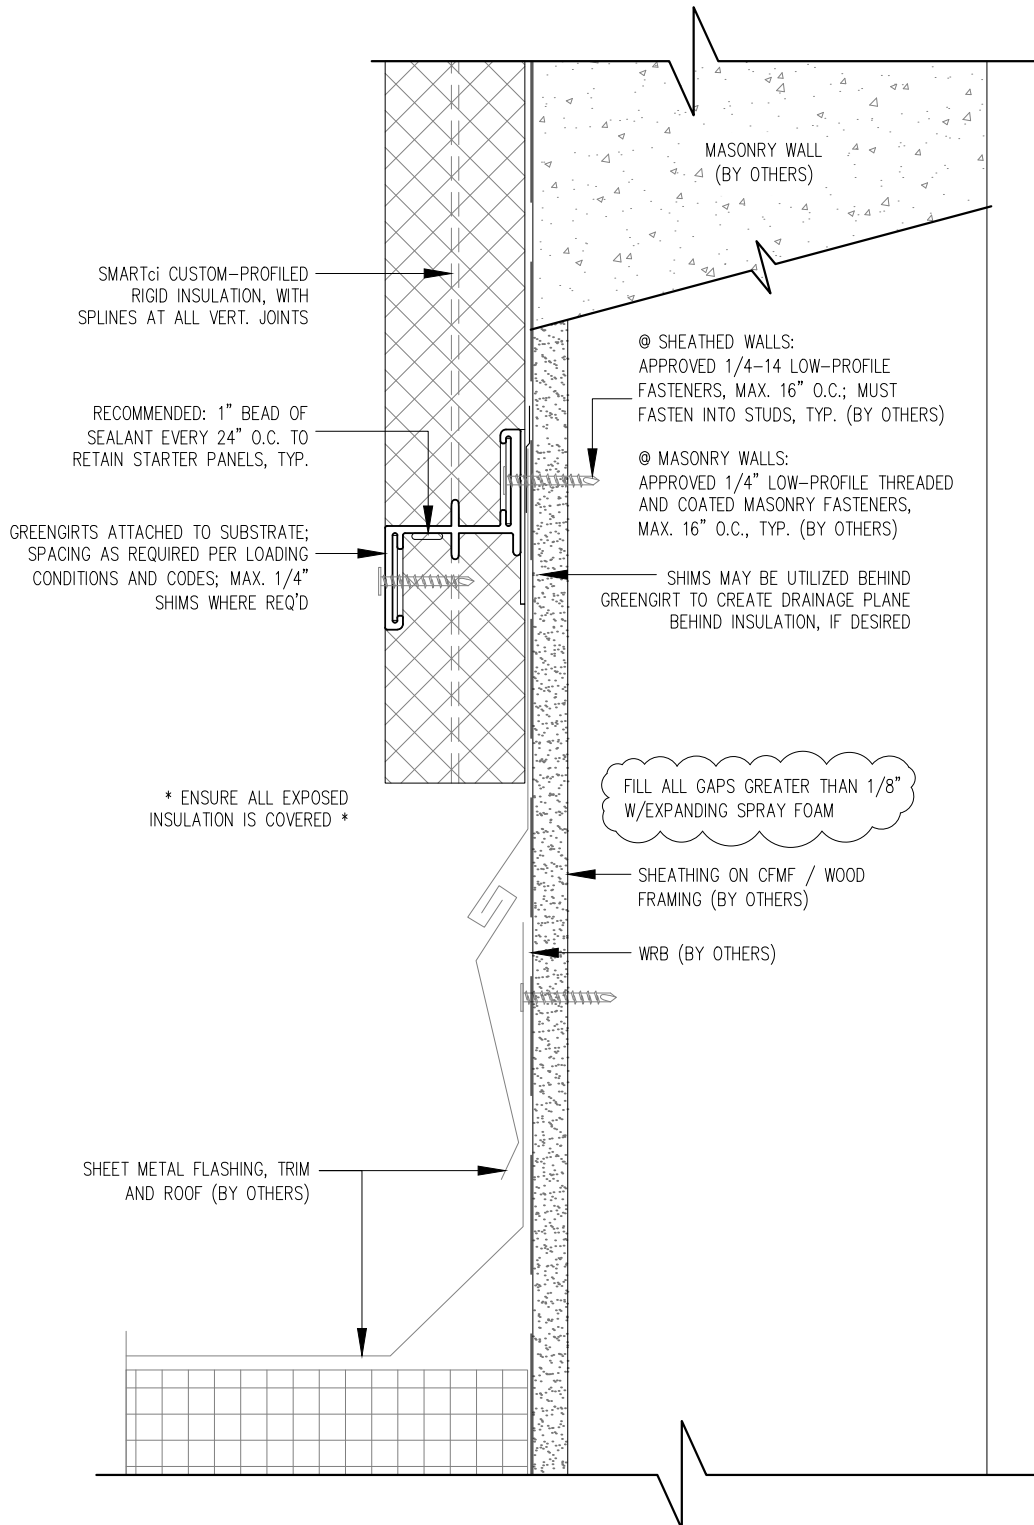 MASONRY WALL
(BY OTHERS)
SMARTci CUSTOM-PROFILED
RIGID INSULATION, WITH
SPLINES AT ALL VERT. JOINTS
@ SHEATHED WALLS:
APPROVED 1/4-14 LOW-PROFILE
FASTENERS, MAX. 16" O.C.; MUST
FASTEN INTO STUDS, TYP. (BY OTHERS)
RECOMMENDED: 1" BEAD OF
SEALANT EVERY 24" O.C. TO
RETAIN STARTER PANELS, TYP.
@ MASONRY WALLS:
APPROVED 1/4" LOW-PROFILE THREADED
AND COATED MASONRY FASTENERS,
MAX. 16" O.C., TYP. (BY OTHERS)
GREENGIRTS ATTACHED TO SUBSTRATE;
SPACING AS REQUIRED PER LOADING
CONDITIONS AND CODES; MAX. 1/4"
SHIMS WHERE REQ'D
SHIMS MAY BE UTILIZED BEHIND
GREENGIRT TO CREATE DRAINAGE PLANE
BEHIND INSULATION, IF DESIRED
* ENSURE ALL EXPOSED
INSULATION IS COVERED *
FILL ALL GAPS GREATER THAN 1/8"
W/EXPANDING SPRAY FOAM
SHEATHING ON CFMF / WOOD
FRAMING (BY OTHERS)
WRB (BY OTHERS)
SHEET METAL FLASHING, TRIM
AND ROOF (BY OTHERS)